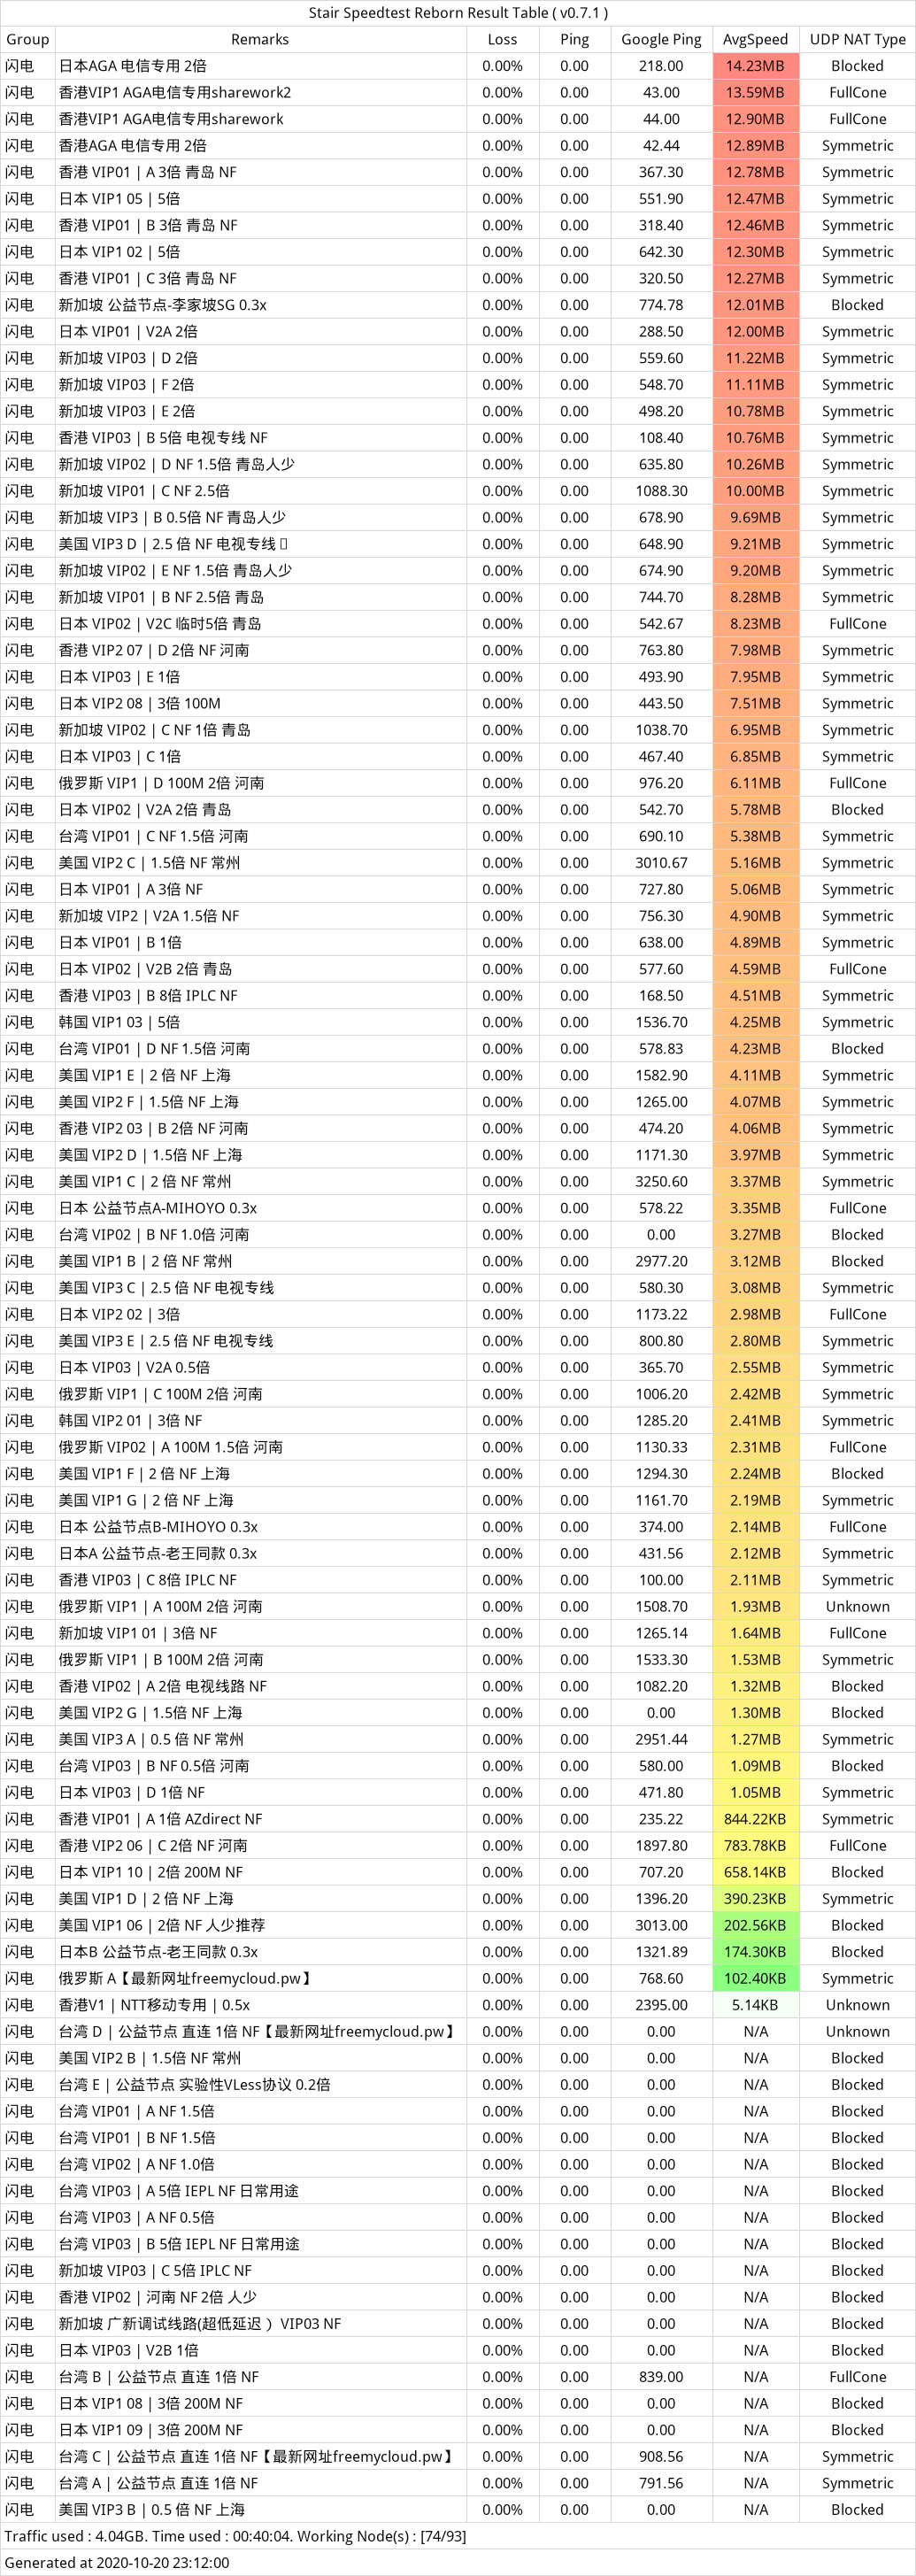 Stair Speedtest Reborn Result Table ( v0.7.1 )
Group Remarks Loss Ping Google Ping AvgSpeed UDP NAT Type
闪电 日本AGA 电信专用 2倍 0.00% 0.00 218.00 14.23MB Blocked
闪电 香港VIP1 AGA电信专用sharework2 0.00% 0.00 43.00 13.59MB FullCone
闪电 香港VIP1 AGA电信专用sharework 0.00% 0.00 44.00 12.90MB FullCone
闪电 香港AGA 电信专用 2倍 0.00% 0.00 42.44 12.89MB Symmetric
闪电 香港 VIP01 | A 3倍 青岛 NF 0.00% 0.00 367.30 12.78MB Symmetric
闪电 日本 VIP1 05 | 5倍 0.00% 0.00 551.90 12.47MB Symmetric
闪电 香港 VIP01 | B 3倍 青岛 NF 0.00% 0.00 318.40 12.46MB Symmetric
闪电 日本 VIP1 02 | 5倍 0.00% 0.00 642.30 12.30MB Symmetric
闪电 香港 VIP01 | C 3倍 青岛 NF 0.00% 0.00 320.50 12.27MB Symmetric
闪电 新加坡 公益节点-李家坡SG 0.3x 0.00% 0.00 774.78 12.01MB Blocked
闪电 日本 VIP01 | V2A 2倍 0.00% 0.00 288.50 12.00MB Symmetric
闪电 新加坡 VIP03 | D 2倍 0.00% 0.00 559.60 11.22MB Symmetric
闪电 新加坡 VIP03 | F 2倍 0.00% 0.00 548.70 11.11MB Symmetric
闪电 新加坡 VIP03 | E 2倍 0.00% 0.00 498.20 10.78MB Symmetric
闪电 香港 VIP03 | B 5倍 电视专线 NF 0.00% 0.00 108.40 10.76MB Symmetric
闪电 新加坡 VIP02 | D NF 1.5倍 青岛人少 0.00% 0.00 635.80 10.26MB Symmetric
闪电 新加坡 VIP01 | C NF 2.5倍 0.00% 0.00 1088.30 10.00MB Symmetric
闪电 新加坡 VIP3 | B 0.5倍 NF 青岛人少 0.00% 0.00 678.90 9.69MB Symmetric
闪电 美国 VIP3 D | 2.5 倍 NF 电视专线 0.00% 0.00 648.90 9.21MB Symmetric
闪电 新加坡 VIP02 | E NF 1.5倍 青岛人少 0.00% 0.00 674.90 9.20MB Symmetric
闪电 新加坡 VIP01 | B NF 2.5倍 青岛 0.00% 0.00 744.70 8.28MB Symmetric
闪电 日本 VIP02 | V2C 临时5倍 青岛 0.00% 0.00 542.67 8.23MB FullCone
闪电 香港 VIP2 07 | D 2倍 NF 河南 0.00% 0.00 763.80 7.98MB Symmetric
闪电 日本 VIP03 | E 1倍 0.00% 0.00 493.90 7.95MB Symmetric
闪电 日本 VIP2 08 | 3倍 100M 0.00% 0.00 443.50 7.51MB Symmetric
闪电 新加坡 VIP02 | C NF 1倍 青岛 0.00% 0.00 1038.70 6.95MB Symmetric
闪电 日本 VIP03 | C 1倍 0.00% 0.00 467.40 6.85MB Symmetric
闪电 俄罗斯 VIP1 | D 100M 2倍 河南 0.00% 0.00 976.20 6.11MB FullCone
闪电 日本 VIP02 | V2A 2倍 青岛 0.00% 0.00 542.70 5.78MB Blocked
闪电 台湾 VIP01 | C NF 1.5倍 河南 0.00% 0.00 690.10 5.38MB Symmetric
闪电 美国 VIP2 C | 1.5倍 NF 常州 0.00% 0.00 3010.67 5.16MB Symmetric
闪电 日本 VIP01 | A 3倍 NF 0.00% 0.00 727.80 5.06MB Symmetric
闪电 新加坡 VIP2 | V2A 1.5倍 NF 0.00% 0.00 756.30 4.90MB Symmetric
闪电 日本 VIP01 | B 1倍 0.00% 0.00 638.00 4.89MB Symmetric
闪电 日本 VIP02 | V2B 2倍 青岛 0.00% 0.00 577.60 4.59MB FullCone
闪电 香港 VIP03 | B 8倍 IPLC NF 0.00% 0.00 168.50 4.51MB Symmetric
闪电 韩国 VIP1 03 | 5倍 0.00% 0.00 1536.70 4.25MB Symmetric
闪电 台湾 VIP01 | D NF 1.5倍 河南 0.00% 0.00 578.83 4.23MB Blocked
闪电 美国 VIP1 E | 2 倍 NF 上海 0.00% 0.00 1582.90 4.11MB Symmetric
闪电 美国 VIP2 F | 1.5倍 NF 上海 0.00% 0.00 1265.00 4.07MB Symmetric
闪电 香港 VIP2 03 | B 2倍 NF 河南 0.00% 0.00 474.20 4.06MB Symmetric
闪电 美国 VIP2 D | 1.5倍 NF 上海 0.00% 0.00 1171.30 3.97MB Symmetric
闪电 美国 VIP1 C | 2 倍 NF 常州 0.00% 0.00 3250.60 3.37MB Symmetric
闪电 日本 公益节点A-MIHOYO 0.3x 0.00% 0.00 578.22 3.35MB FullCone
闪电 台湾 VIP02 | B NF 1.0倍 河南 0.00% 0.00 0.00 3.27MB Blocked
闪电 美国 VIP1 B | 2 倍 NF 常州 0.00% 0.00 2977.20 3.12MB Blocked
闪电 美国 VIP3 C | 2.5 倍 NF 电视专线 0.00% 0.00 580.30 3.08MB Symmetric
闪电 日本 VIP2 02 | 3倍 0.00% 0.00 1173.22 2.98MB FullCone
闪电 美国 VIP3 E | 2.5 倍 NF 电视专线 0.00% 0.00 800.80 2.80MB Symmetric
闪电 日本 VIP03 | V2A 0.5倍 0.00% 0.00 365.70 2.55MB Symmetric
闪电 俄罗斯 VIP1 | C 100M 2倍 河南 0.00% 0.00 1006.20 2.42MB Symmetric
闪电 韩国 VIP2 01 | 3倍 NF 0.00% 0.00 1285.20 2.41MB Symmetric
闪电 俄罗斯 VIP02 | A 100M 1.5倍 河南 0.00% 0.00 1130.33 2.31MB FullCone
闪电 美国 VIP1 F | 2 倍 NF 上海 0.00% 0.00 1294.30 2.24MB Blocked
闪电 美国 VIP1 G | 2 倍 NF 上海 0.00% 0.00 1161.70 2.19MB Symmetric
闪电 日本 公益节点B-MIHOYO 0.3x 0.00% 0.00 374.00 2.14MB FullCone
闪电 日本A 公益节点-老王同款 0.3x 0.00% 0.00 431.56 2.12MB Symmetric
闪电 香港 VIP03 | C 8倍 IPLC NF 0.00% 0.00 100.00 2.11MB Symmetric
闪电 俄罗斯 VIP1 | A 100M 2倍 河南 0.00% 0.00 1508.70 1.93MB Unknown
闪电 新加坡 VIP1 01 | 3倍 NF 0.00% 0.00 1265.14 1.64MB FullCone
闪电 俄罗斯 VIP1 | B 100M 2倍 河南 0.00% 0.00 1533.30 1.53MB Symmetric
闪电 香港 VIP02 | A 2倍 电视线路 NF 0.00% 0.00 1082.20 1.32MB Blocked
闪电 美国 VIP2 G | 1.5倍 NF 上海 0.00% 0.00 0.00 1.30MB Blocked
闪电 美国 VIP3 A | 0.5 倍 NF 常州 0.00% 0.00 2951.44 1.27MB Symmetric
闪电 台湾 VIP03 | B NF 0.5倍 河南 0.00% 0.00 580.00 1.09MB Blocked
闪电 日本 VIP03 | D 1倍 NF 0.00% 0.00 471.80 1.05MB Symmetric
闪电 香港 VIP01 | A 1倍 AZdirect NF 0.00% 0.00 235.22 844.22KB Symmetric
闪电 香港 VIP2 06 | C 2倍 NF 河南 0.00% 0.00 1897.80 783.78KB FullCone
闪电 日本 VIP1 10 | 2倍 200M NF 0.00% 0.00 707.20 658.14KB Blocked
闪电 美国 VIP1 D | 2 倍 NF 上海 0.00% 0.00 1396.20 390.23KB Symmetric
闪电 美国 VIP1 06 | 2倍 NF 人少推荐 0.00% 0.00 3013.00 202.56KB Blocked
闪电 日本B 公益节点-老王同款 0.3x 0.00% 0.00 1321.89 174.30KB Blocked
闪电 俄罗斯 A【最新网址freemycloud.pw】 0.00% 0.00 768.60 102.40KB Symmetric
闪电 香港V1 | NTT移动专用 | 0.5x 0.00% 0.00 2395.00 5.14KB Unknown
闪电 台湾 D | 公益节点 直连 1倍 NF【最新网址freemycloud.pw】 0.00% 0.00 0.00 N/A Unknown
闪电 美国 VIP2 B | 1.5倍 NF 常州 0.00% 0.00 0.00 N/A Blocked
闪电 台湾 E | 公益节点 实验性VLess协议 0.2倍 0.00% 0.00 0.00 N/A Blocked
闪电 台湾 VIP01 | A NF 1.5倍 0.00% 0.00 0.00 N/A Blocked
闪电 台湾 VIP01 | B NF 1.5倍 0.00% 0.00 0.00 N/A Blocked
闪电 台湾 VIP02 | A NF 1.0倍 0.00% 0.00 0.00 N/A Blocked
闪电 台湾 VIP03 | A 5倍 IEPL NF 日常用途 0.00% 0.00 0.00 N/A Blocked
闪电 台湾 VIP03 | A NF 0.5倍 0.00% 0.00 0.00 N/A Blocked
闪电 台湾 VIP03 | B 5倍 IEPL NF 日常用途 0.00% 0.00 0.00 N/A Blocked
闪电 新加坡 VIP03 | C 5倍 IPLC NF 0.00% 0.00 0.00 N/A Blocked
闪电 香港 VIP02 | 河南 NF 2倍 人少 0.00% 0.00 0.00 N/A Blocked
闪电 新加坡 广新调试线路(超低延迟 ） VIP03 NF 0.00% 0.00 0.00 N/A Blocked
闪电 日本 VIP03 | V2B 1倍 0.00% 0.00 0.00 N/A Blocked
闪电 台湾 B | 公益节点 直连 1倍 NF 0.00% 0.00 839.00 N/A FullCone
闪电 日本 VIP1 08 | 3倍 200M NF 0.00% 0.00 0.00 N/A Blocked
闪电 日本 VIP1 09 | 3倍 200M NF 0.00% 0.00 0.00 N/A Blocked
闪电 台湾 C | 公益节点 直连 1倍 NF【最新网址freemycloud.pw】 0.00% 0.00 908.56 N/A Symmetric
闪电 台湾 A | 公益节点 直连 1倍 NF 0.00% 0.00 791.56 N/A Symmetric
闪电 美国 VIP3 B | 0.5 倍 NF 上海 0.00% 0.00 0.00 N/A Blocked
Traffic used : 4.04GB. Time used : 00:40:04. Working Node(s) : [74/93]
Generated at 2020-10-20 23:12:00